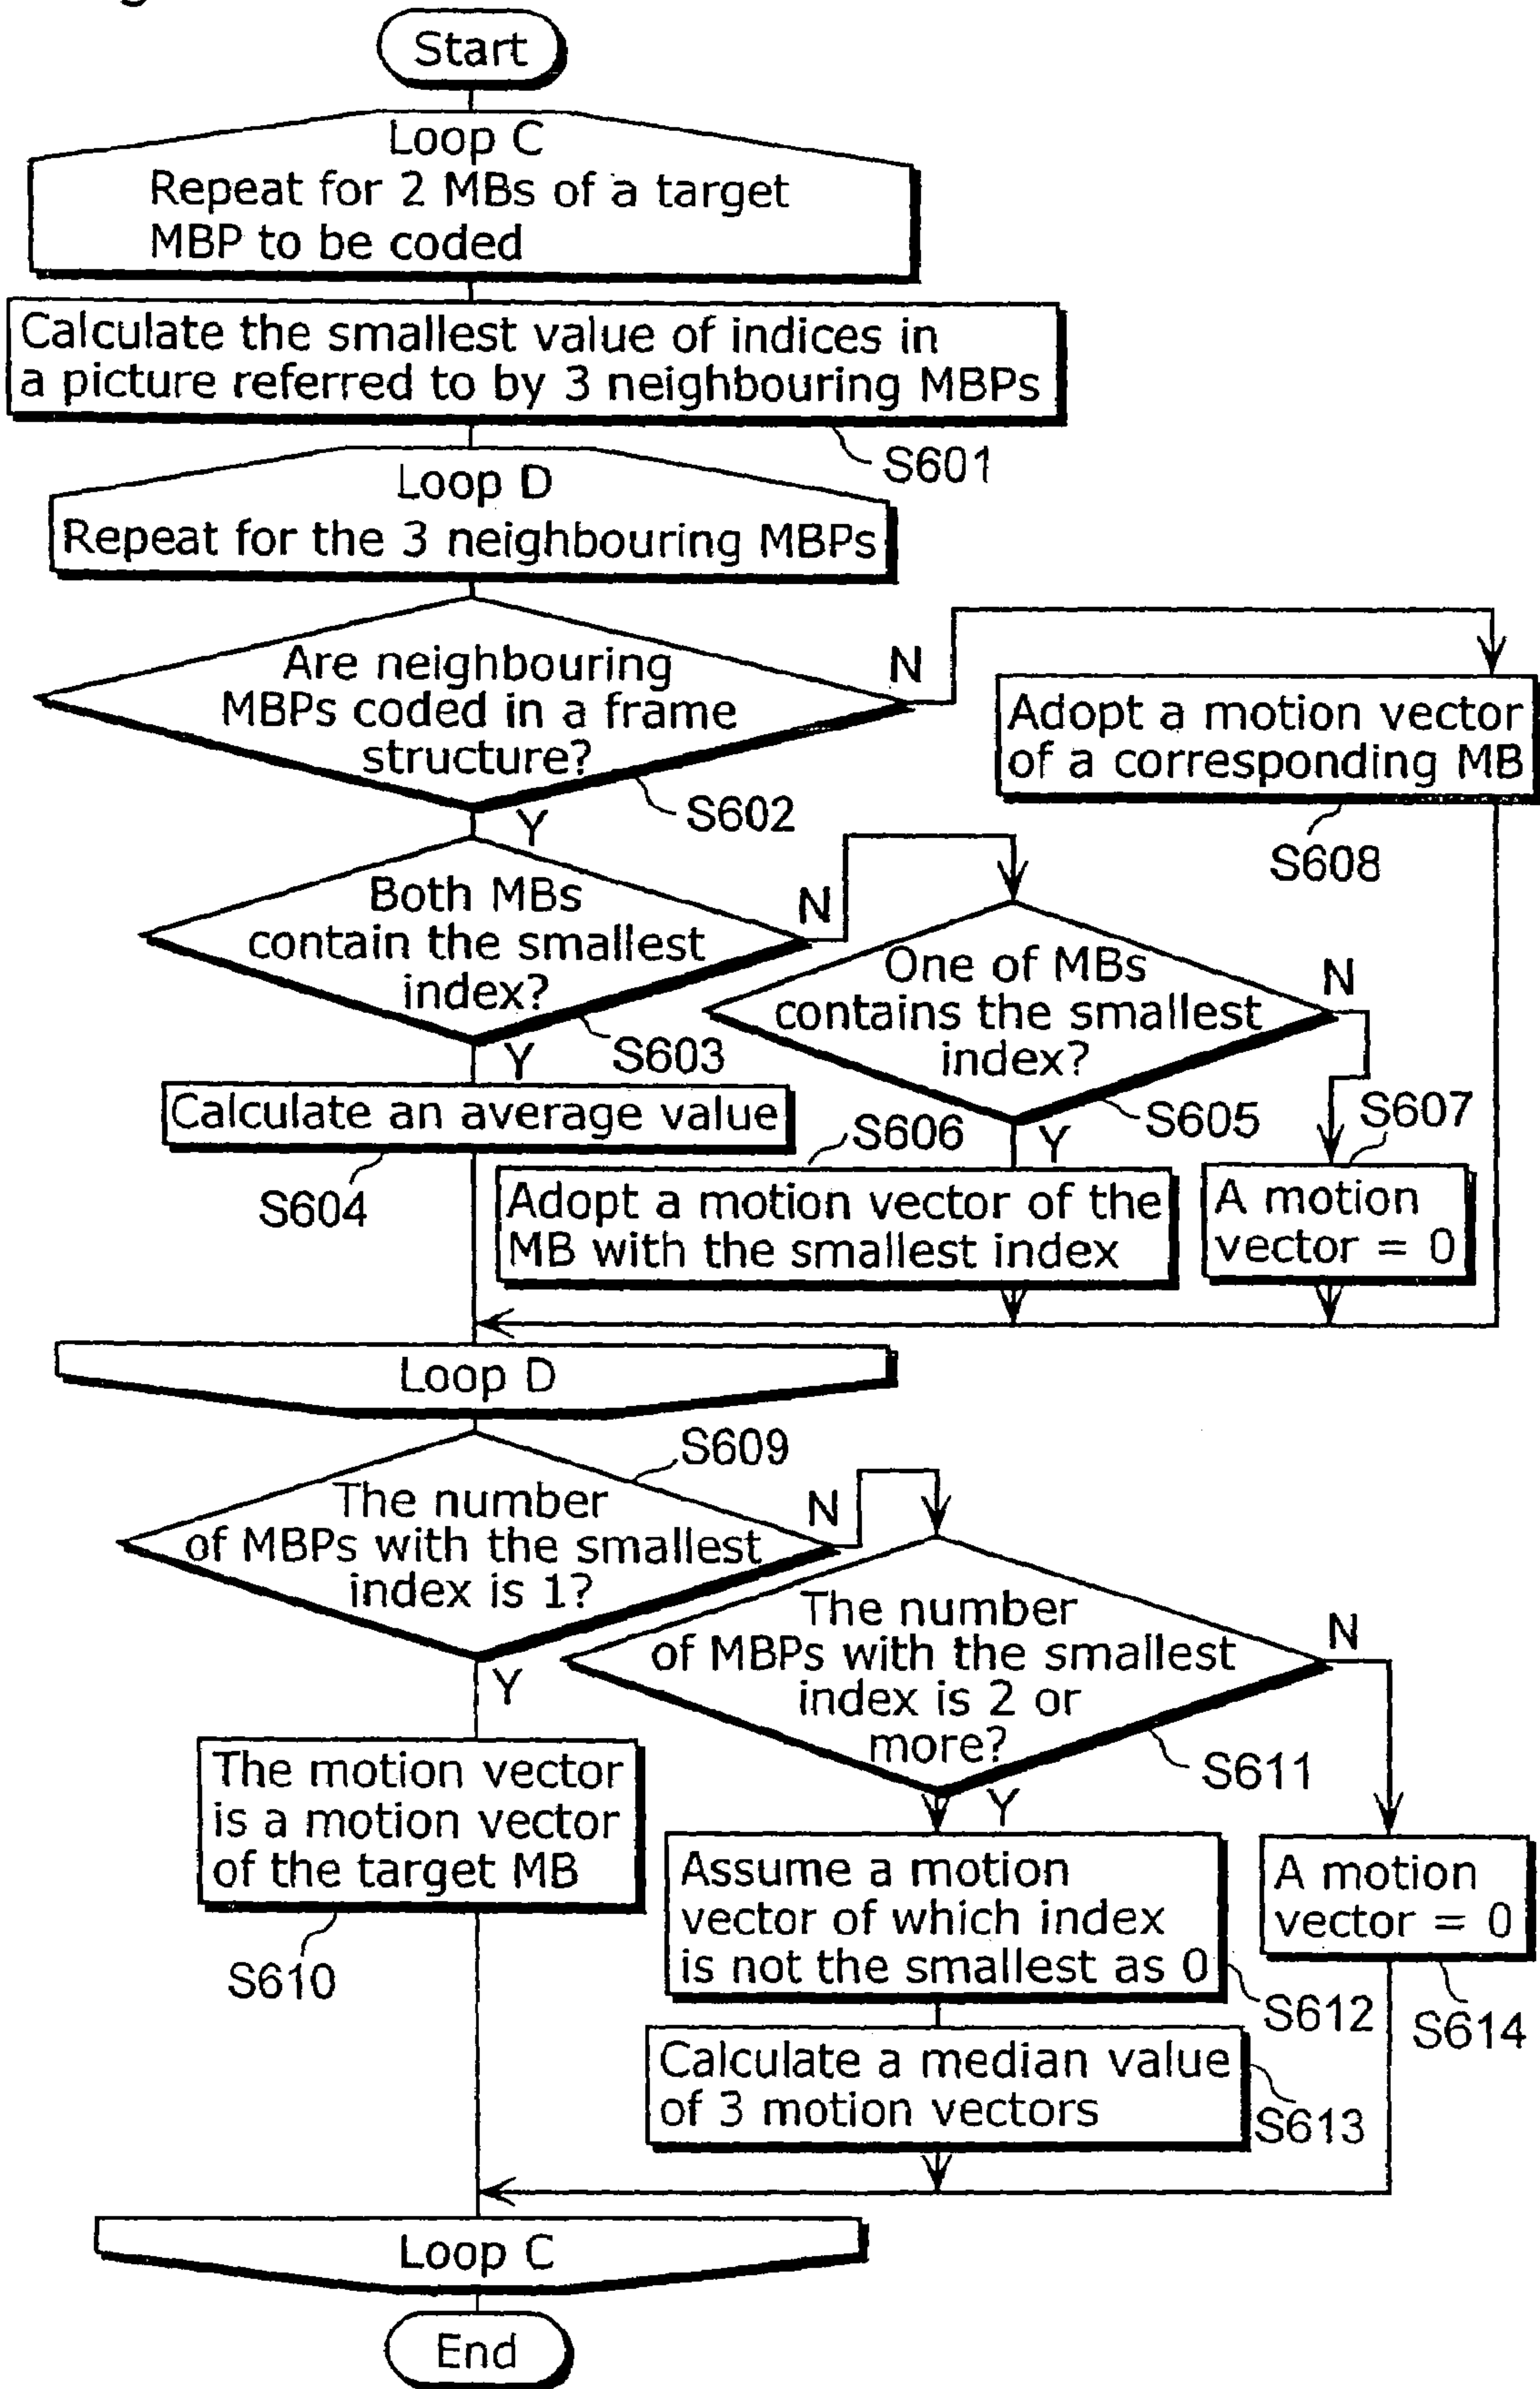 Start
Loop C
Repeat for 2 MBs of a target
MBP to be coded
Calculate the smallest value of indices in
a picture referred to by 3 neighbouring MBPs
S601
Loop D
Repeat for the 3 neighbouring MBPs
Are neighbouring
MBPs coded in a frame
structure?
N
S602
Y
Adopt a motion vector
of a corresponding MB
S608
Both MBs
contain the smallest
index?
N
S603
Y
One of MBs
contains the smallest
index?
N
S605
Y
Calculate an average value
S604
S606
Adopt a motion vector of the
MB with the smallest index
S607
A motion
vector = 0
Loop D
S609
The number
of MBPs with the smallest
index is 1?
N
Y
The number
of MBPs with the smallest
index is 2 or
more?
N
S611
Y
The motion vector
is a motion vector
of the target MB
S610
Assume a motion
vector of which index
is not the smallest as 0
S612
A motion
vector = 0
S614
Calculate a median value
of 3 motion vectors
S613
Loop C
End